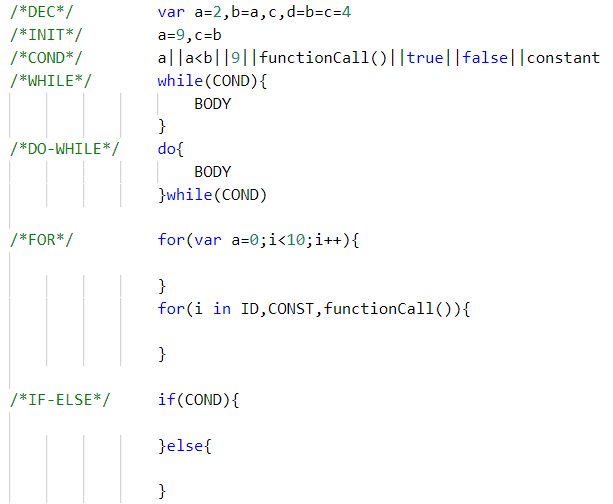 /*DEC*/ var a=2,b=a,c,d=b=c=4
/*INIT*/ a=9,c=b
/*COND*/ a||a<b||9||functionCall()||true||false||constant
/*WHILE*/ while(COND){
BODY
}
/*DO-WHILE*/ do{
BODY
}while(COND)
/*FOR*/ for(var a=0;i<10;i++){
}
for(i in ID,CONST,functionCall()){
}
/*IF-ELSE*/ if(COND){
}else{
}